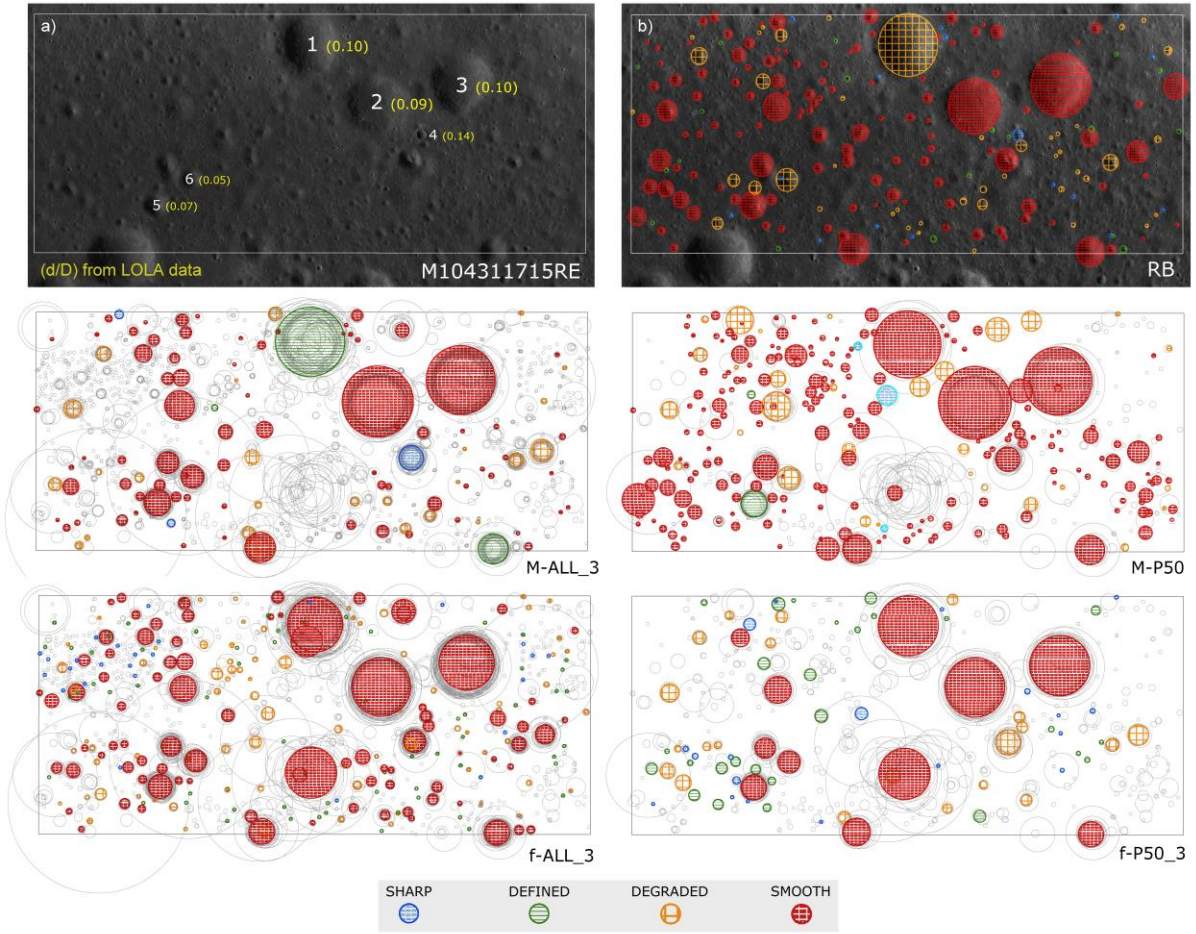 a)
1 (0.10)
3 (0.10)
2 (0.09)
4 (0.14)
6 (0.05)
5 (0.07)
(d/D) from LOLA data
M104311715RE
b)
RB
M-ALL_3
M-P50
f-ALL_3
f-P50_3
SHARP
DEFINED
DEGRADED
SMOOTH